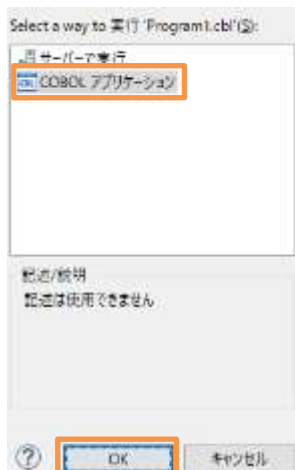 Select a way to 実行 'Program1.cbl'(S):
サーバーで実行
COBOL アプリケーション
記述/説明
記述は使用できません
OK
キャンセル